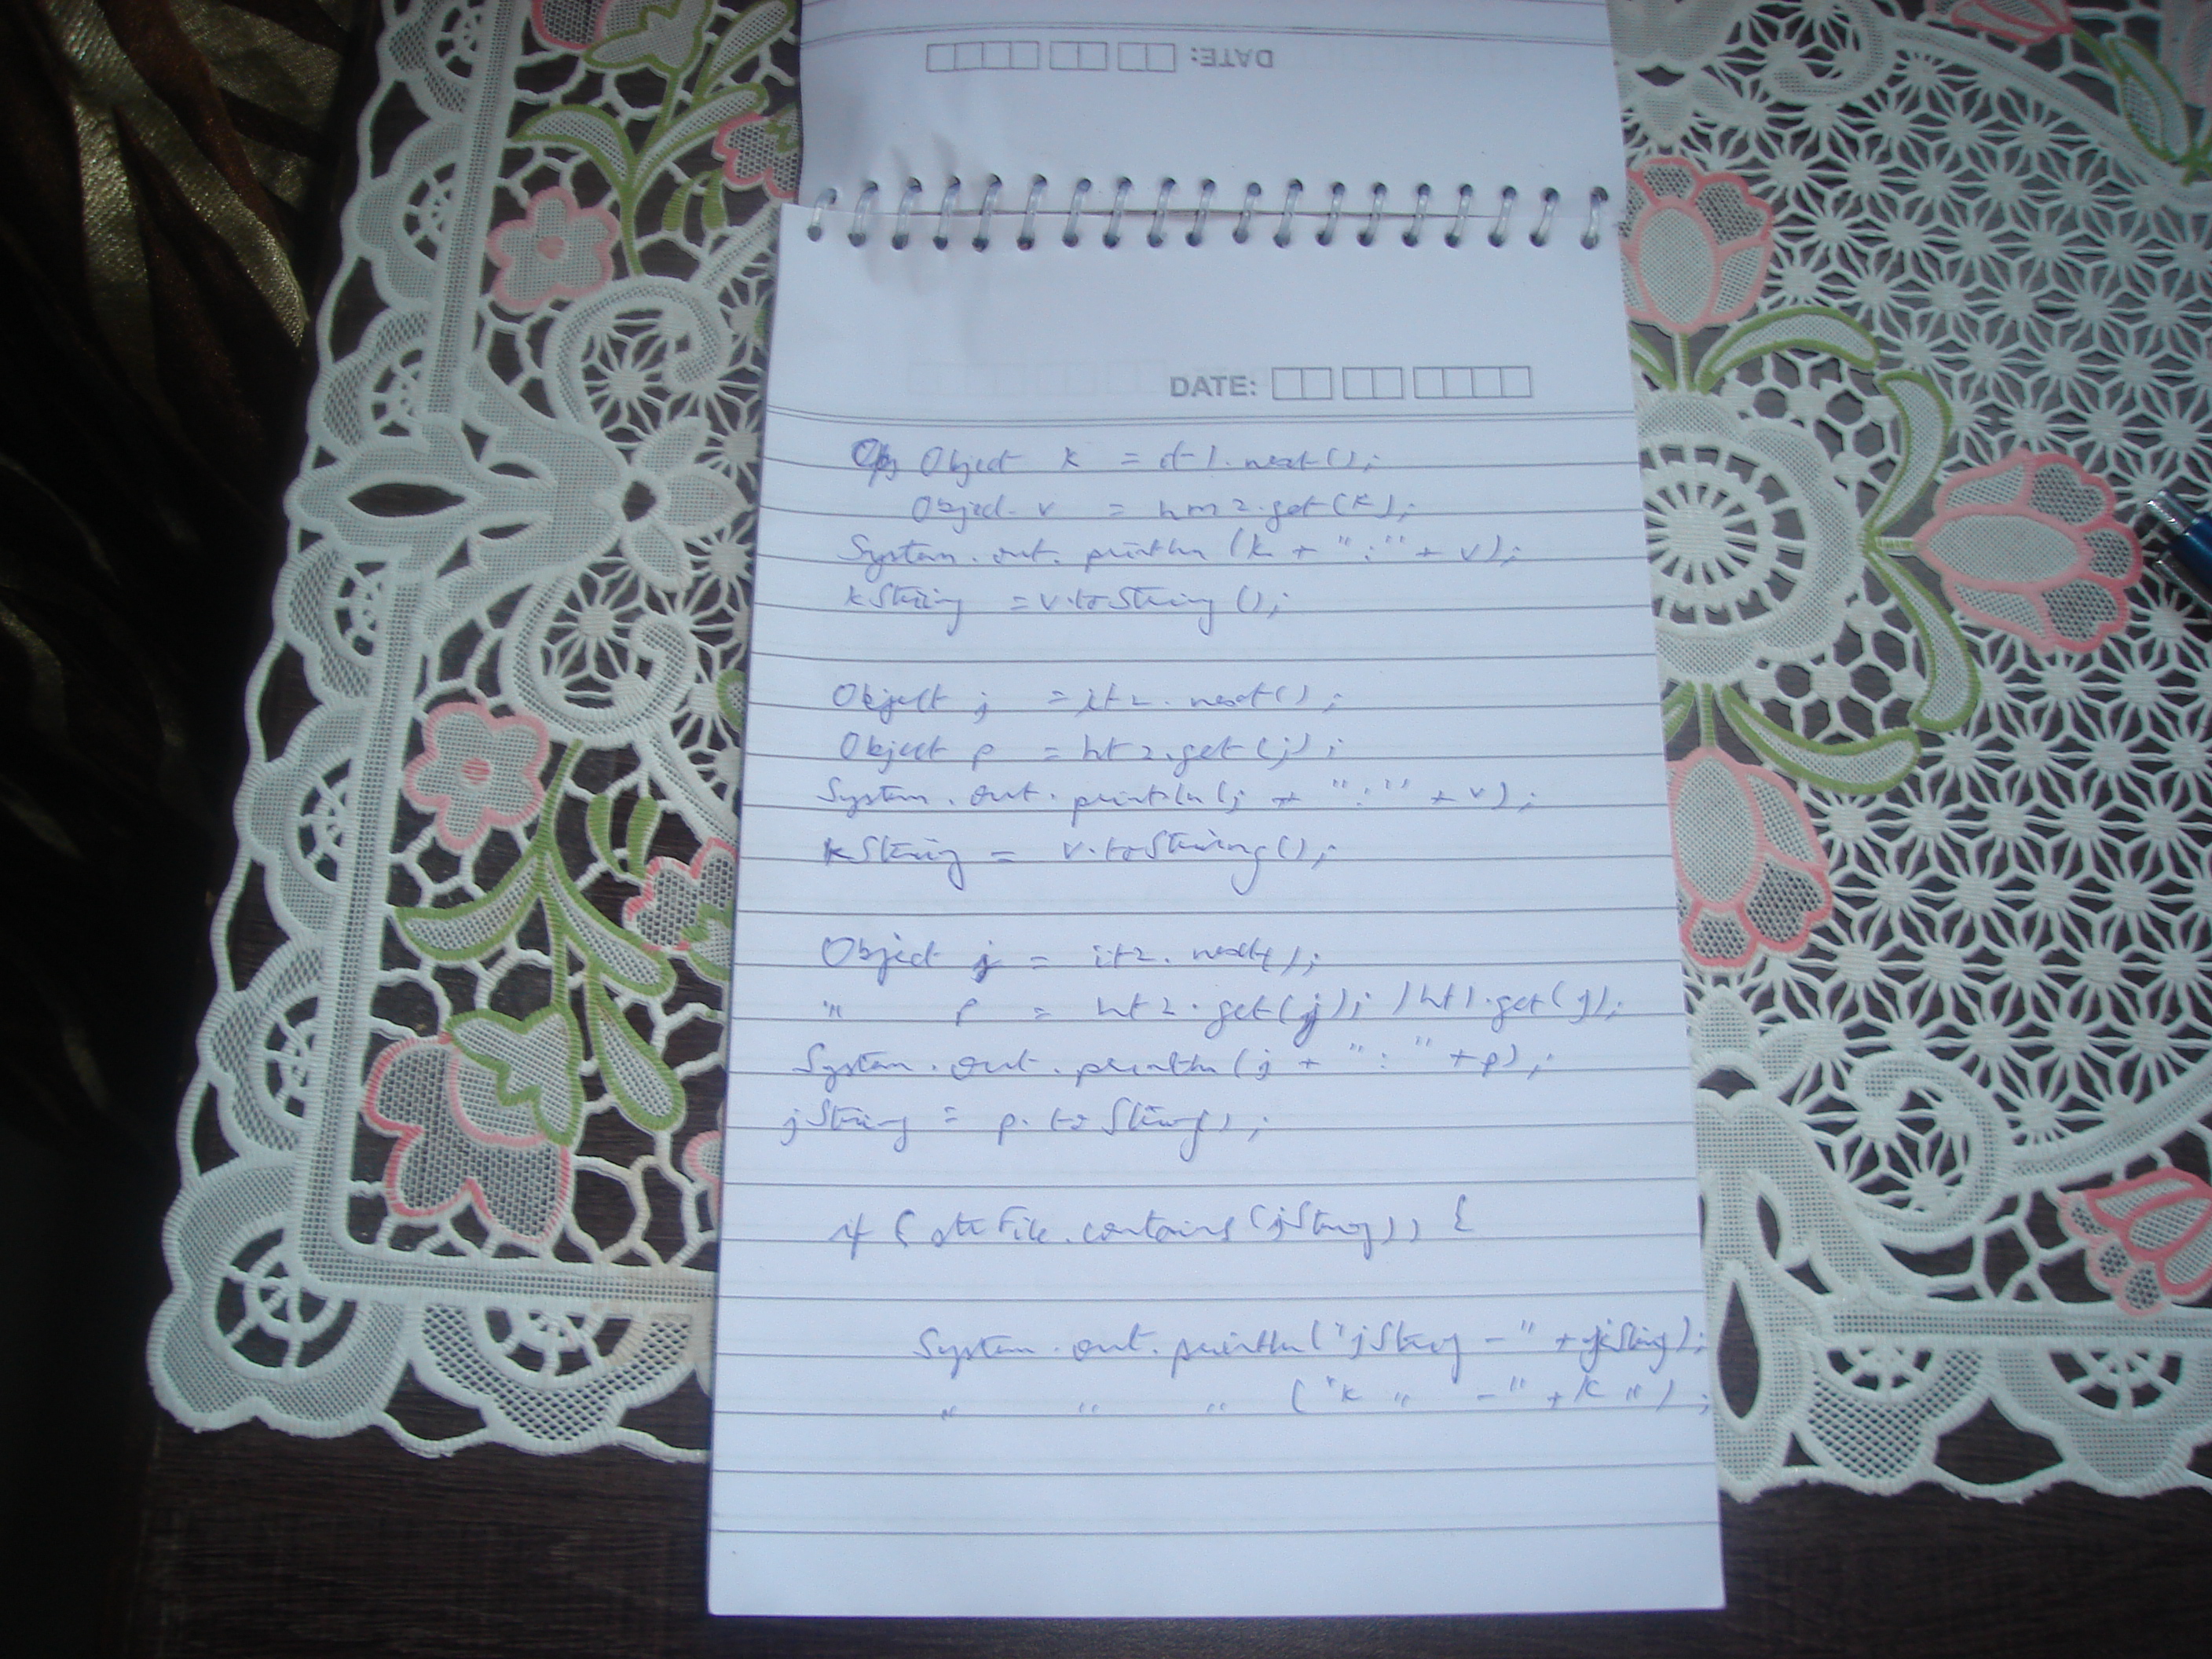 DATE:
DATE:
Obj Object k = it1.next();
Object v = hm2.get(k);
System.out.println(k + ":" + v);
kString = v.toString();
Object j = it2.next();
Object p = ht2.get(j);
System.out.println(j + ":" + v);
kString = v.toString();
Object j = it2.next();
" p = ht2.get(j); / ht1.get(j);
System.out.println(j + ":" + p);
jString = p.toString();
if (strFile.contains(jString)) {
System.out.println("jString -" + jString);
" " " ("k " -" + k ");